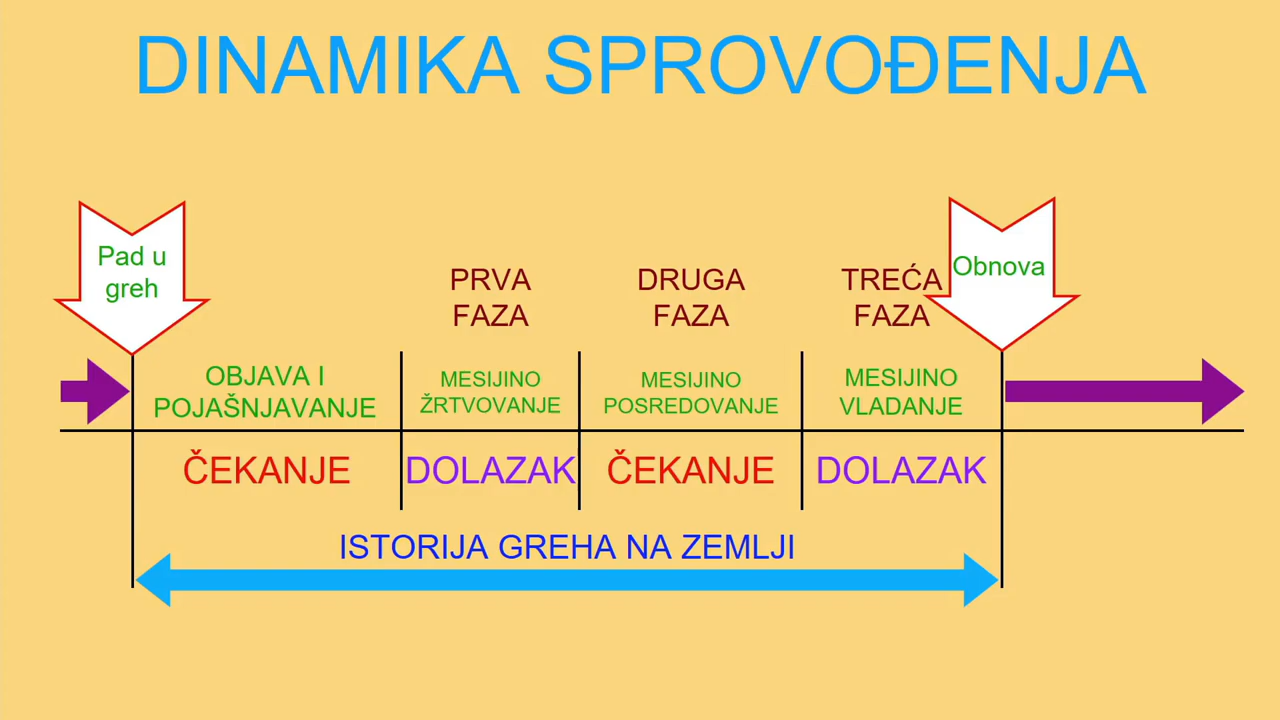 DINAMIKA SPROVOĐENJA
Pad u
greh
PRVA
FAZA
DRUGA
FAZA
TREĆA
FAZA
Obnova
OBJAVA I
POJAŠNJAVANJE
MESIJINO
ŽRTVOVANJE
MESIJINO
POSREDOVANJE
MESIJINO
VLADANJE
ČEKANJE
DOLAZAK
ČEKANJE
DOLAZAK
ISTORIJA GREHA NA ZEMLJI